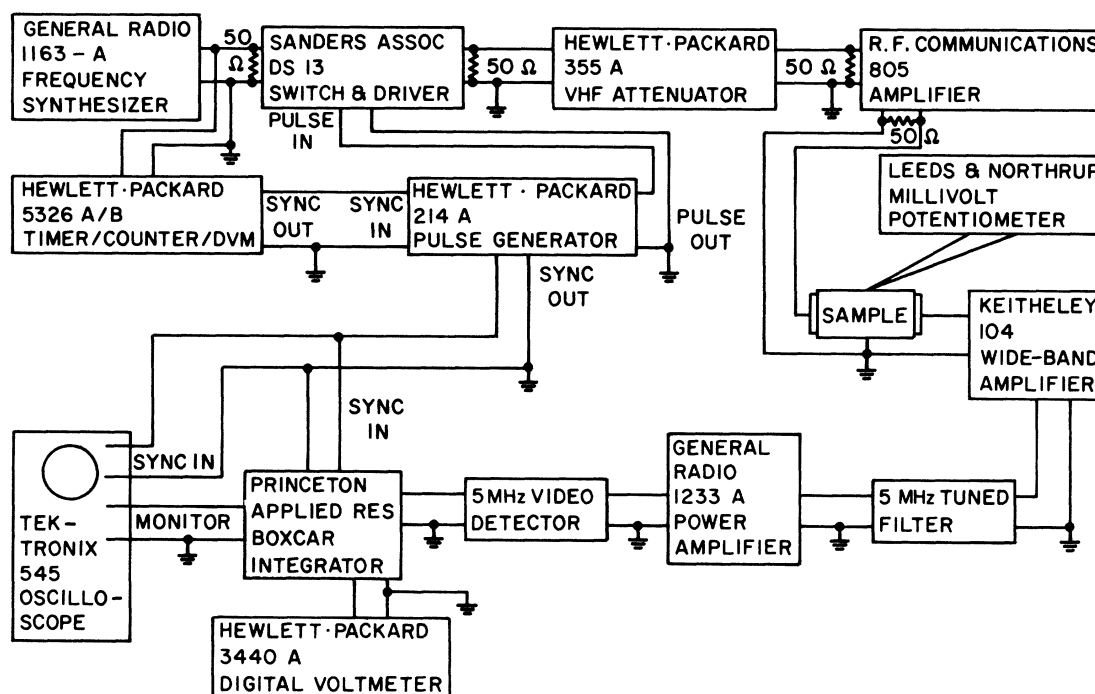 GENERAL RADIO
1163-A
FREQUENCY
SYNTHESIZER
50
Ω
SANDERS ASSOC
DS 13
SWITCH & DRIVER
50 Ω
HEWLETT·PACKARD
355 A
VHF ATTENUATOR
50 Ω
R.F. COMMUNICATIONS
805
AMPLIFIER
50 Ω
PULSE
IN
HEWLETT·PACKARD
5326 A/B
TIMER/COUNTER/DVM
SYNC
OUT
SYNC
IN
HEWLETT·PACKARD
214 A
PULSE GENERATOR
PULSE
OUT
SYNC
OUT
LEEDS & NORTHRUP
MILLIVOLT
POTENTIOMETER
SAMPLE
KEITHELEY
104
WIDE-BAND
AMPLIFIER
SYNC
IN
SYNC IN
MONITOR
TEK-
TRONIX
545
OSCILLO-
SCOPE
PRINCETON
APPLIED RES
BOXCAR
INTEGRATOR
5 MHz VIDEO
DETECTOR
GENERAL
RADIO
1233 A
POWER
AMPLIFIER
5 MHz TUNED
FILTER
HEWLETT·PACKARD
3440 A
DIGITAL VOLTMETER